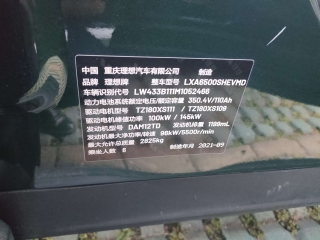 中国 重庆理想汽车有限公司 制造
品牌 理想牌 整车型号 LXA6500SHEVMD
车辆识别代号 LW433B111M1052466
动力电池系统额定电压/额定容量 350.4V/110Ah
驱动电机型号 TZ180XS111 / TZ180XS109
驱动电机峰值功率 100kW / 145kW
发动机型号 DAM12TD 发动机排量 1199mL
发动机最大净功率/转速 86kW/5500r/min
最大允许总质量 2825kg
乘坐人数 6 制造年月 2021-09